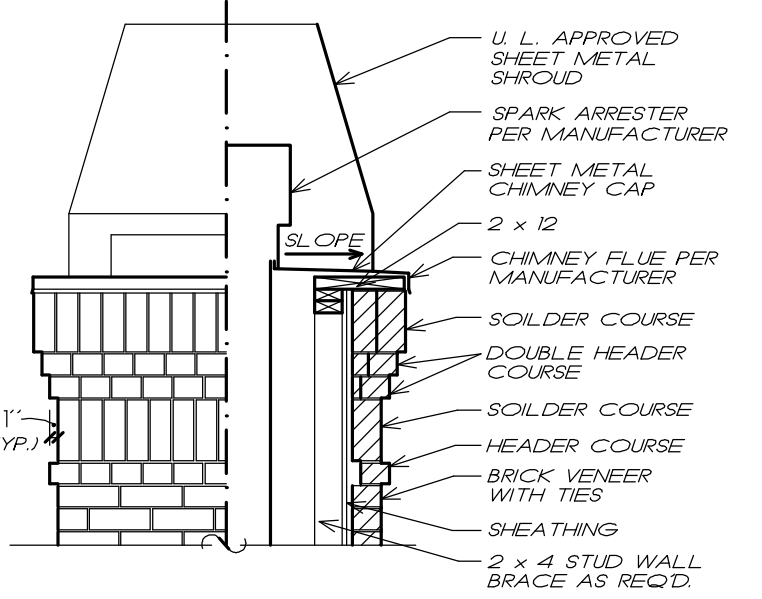 U. L. APPROVED
SHEET METAL
SHROUD
SPARK ARRESTER
PER MANUFACTURER
SHEET METAL
CHIMNEY CAP
2 x 12
SLOPE
CHIMNEY FLUE PER
MANUFACTURER
SOILDER COURSE
DOUBLE HEADER
COURSE
SOILDER COURSE
1"
YP.)
HEADER COURSE
BRICK VENEER
WITH TIES
SHEATHING
2 x 4 STUD WALL
BRACE AS REQ'D.